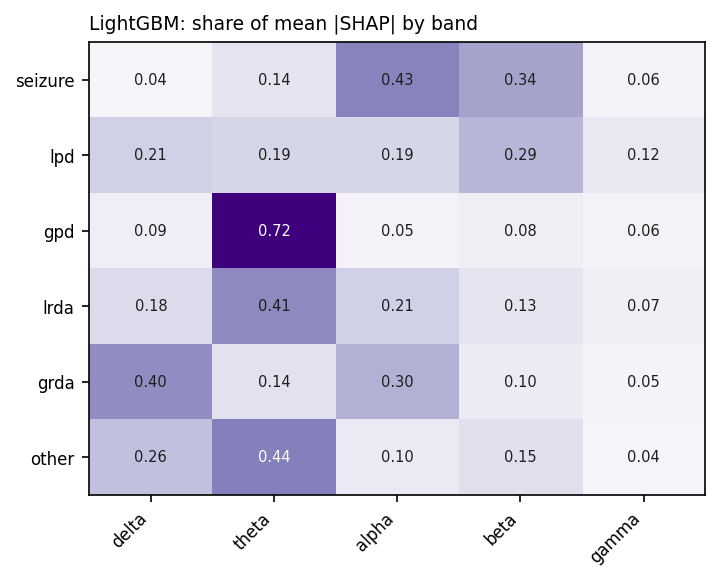 LightGBM: share of mean |SHAP| by band
seizure 0.04 0.14 0.43 0.34 0.06
lpd 0.21 0.19 0.19 0.29 0.12
gpd 0.09 0.72 0.05 0.08 0.06
lrda 0.18 0.41 0.21 0.13 0.07
grda 0.40 0.14 0.30 0.10 0.05
other 0.26 0.44 0.10 0.15 0.04
delta theta alpha beta gamma